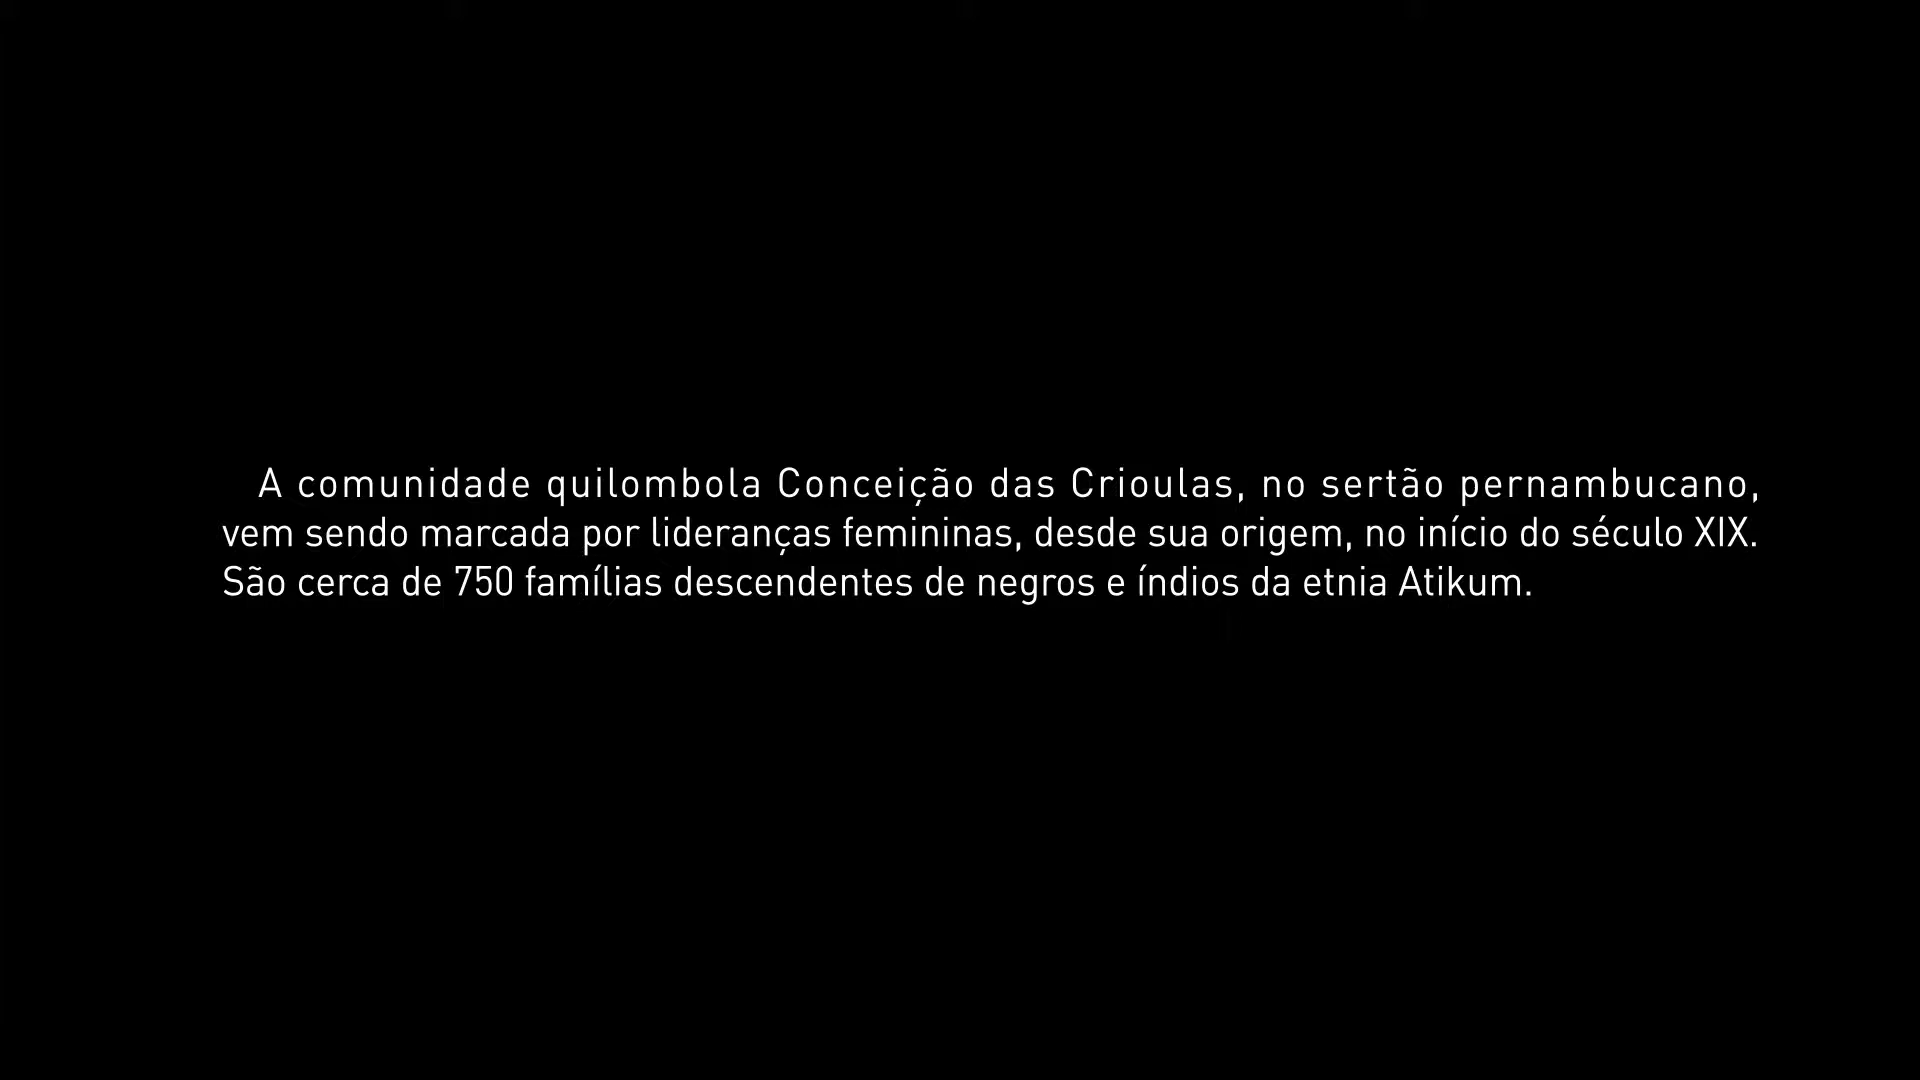 A comunidade quilombola Conceição das Crioulas, no sertão pernambucano,
vem sendo marcada por lideranças femininas, desde sua origem, no início do século XIX.
São cerca de 750 famílias descendentes de negros e índios da etnia Atikum.